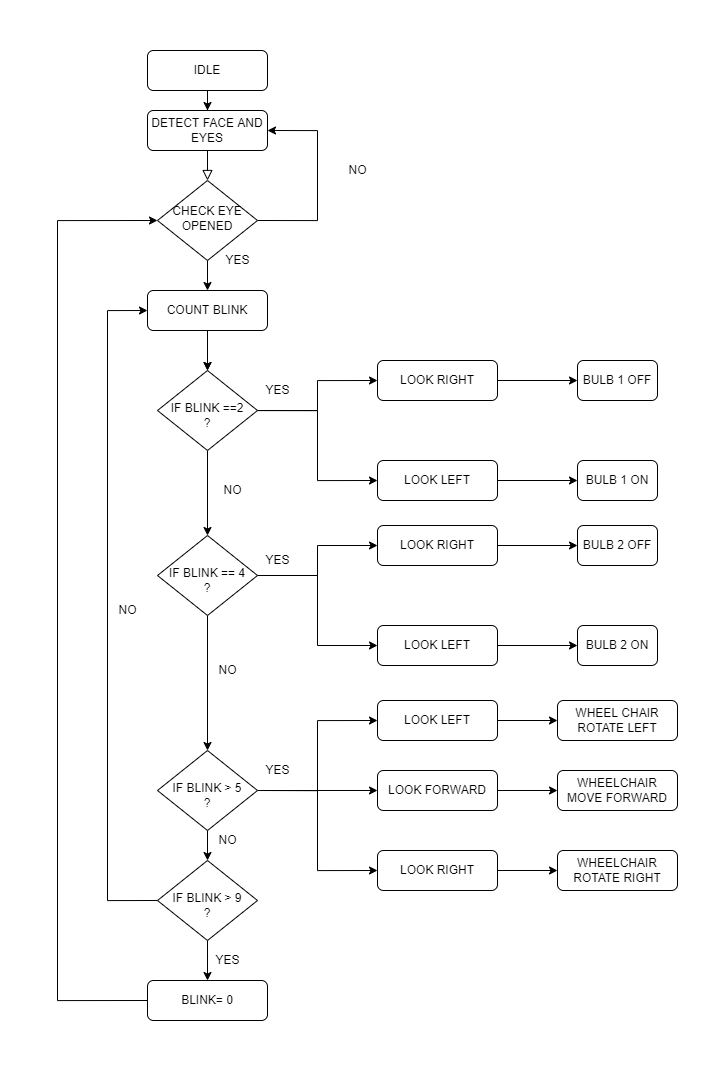 IDLE
DETECT FACE AND
EYES
NO
CHECK EYE
OPENED
YES
COUNT BLINK
YES
LOOK RIGHT
BULB 1 OFF
IF BLINK ==2
?
LOOK LEFT
BULB 1 ON
NO
YES
LOOK RIGHT
BULB 2 OFF
IF BLINK == 4
?
NO
LOOK LEFT
BULB 2 ON
NO
LOOK LEFT
WHEEL CHAIR
ROTATE LEFT
YES
IF BLINK > 5
?
LOOK FORWARD
WHEELCHAIR
MOVE FORWARD
NO
LOOK RIGHT
WHEELCHAIR
ROTATE RIGHT
IF BLINK > 9
?
YES
BLINK= 0